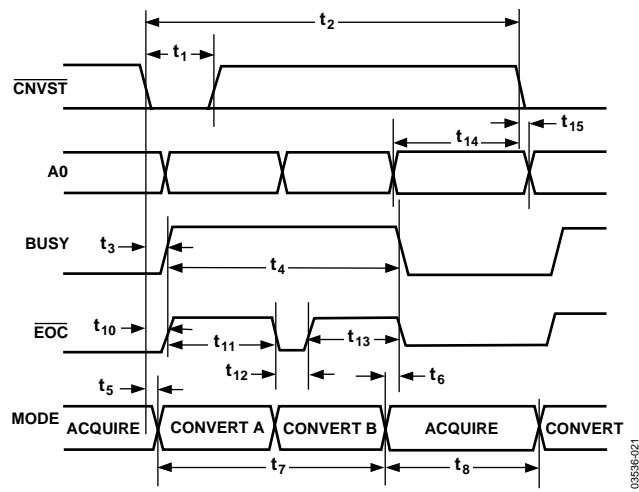 t2
t1
CNVST
t14
t15
A0
BUSY
t3
t4
EOC
t10
t11
t13
t12
t5
t6
MODE
ACQUIRE
CONVERT A
CONVERT B
ACQUIRE
CONVERT
t7
t8
03536-021